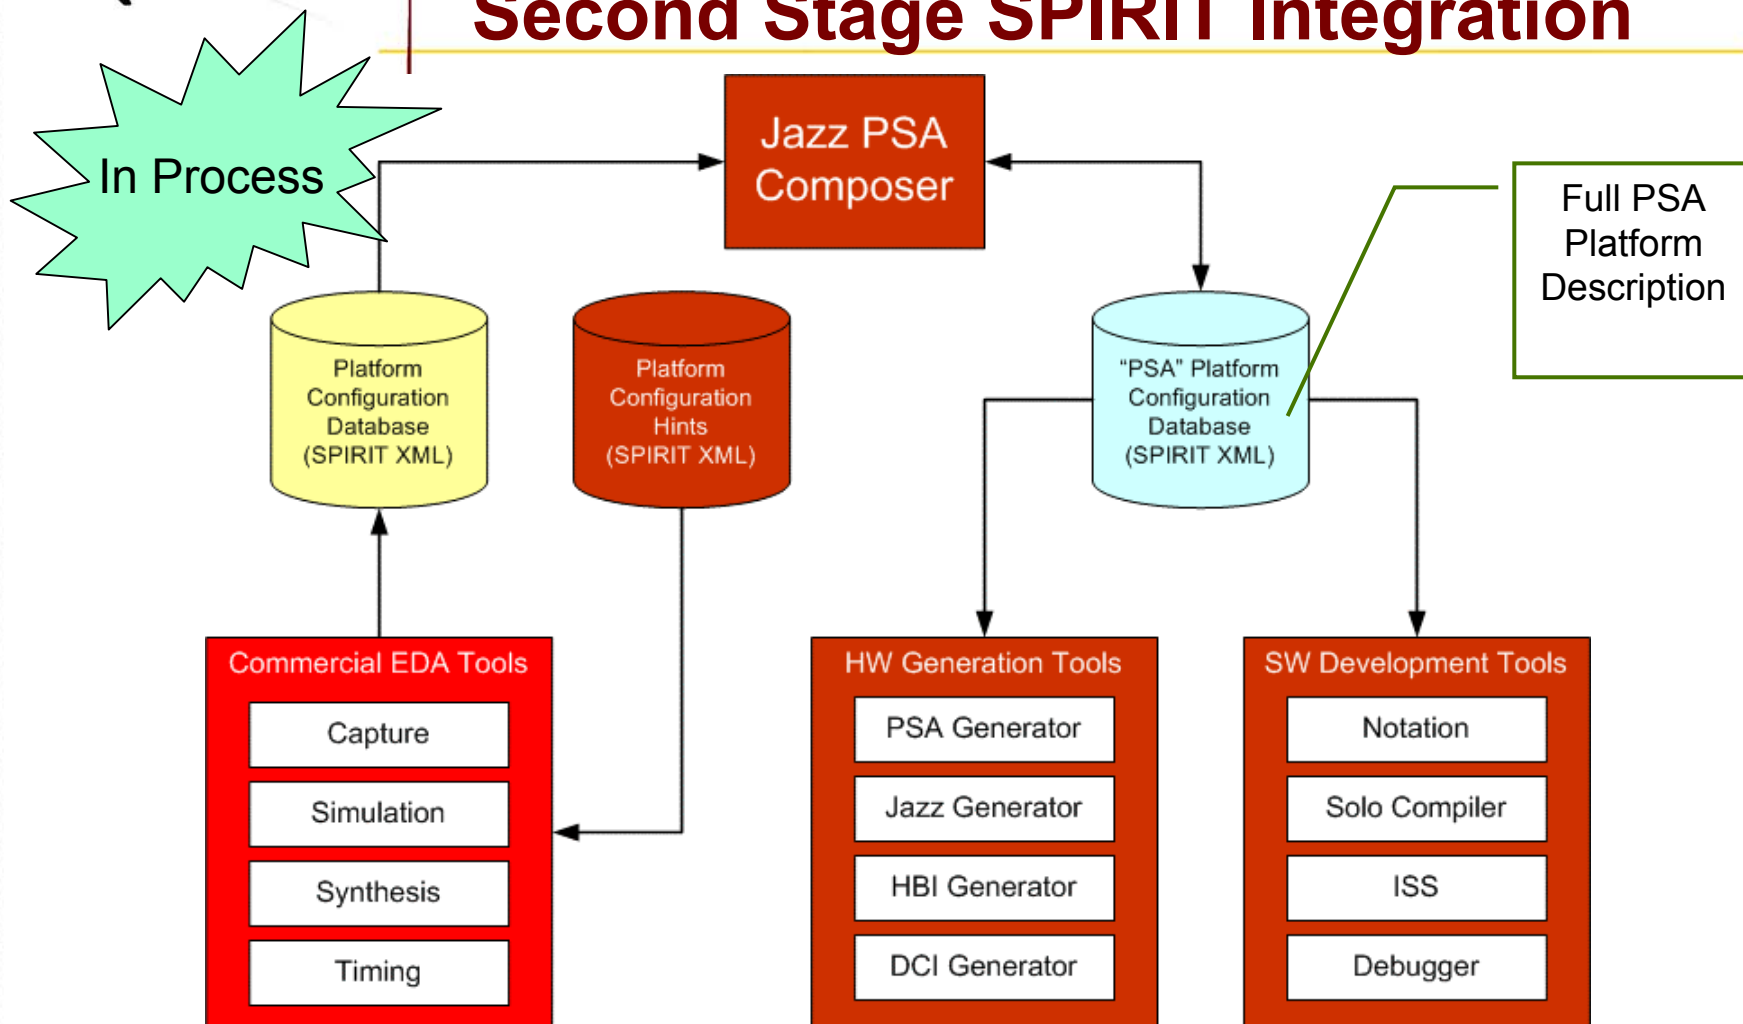 Second Stage SPIRIT Integration
In Process
Jazz PSA
Composer
Full PSA
Platform
Description
Platform
Configuration
Database
(SPIRIT XML)
Platform
Configuration
Hints
(SPIRIT XML)
“PSA” Platform
Configuration
Database
(SPIRIT XML)
Commercial EDA Tools
Capture
Simulation
Synthesis
Timing
HW Generation Tools
PSA Generator
Jazz Generator
HBI Generator
DCI Generator
SW Development Tools
Notation
Solo Compiler
ISS
Debugger